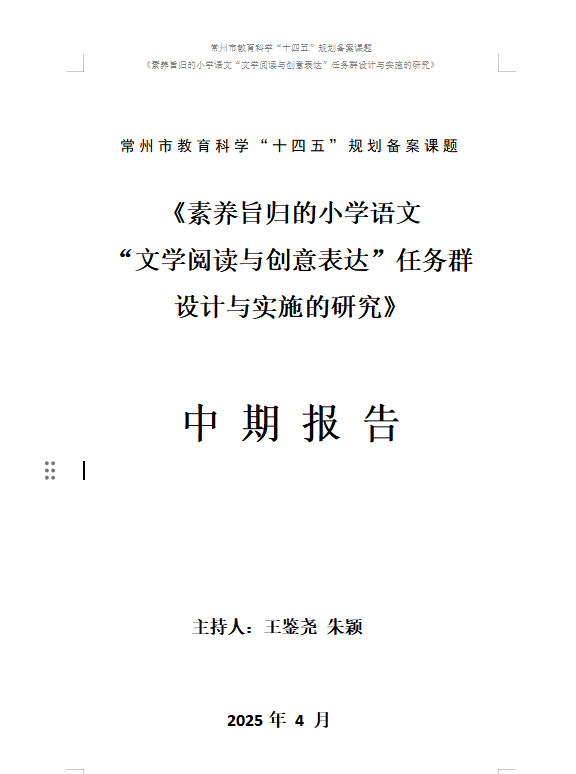 常州市教育科学“十四五”规划备案课题
《素养旨归的小学语文“文学阅读与创意表达”任务群设计与实施的研究》
常州市教育科学“十四五”规划备案课题
《素养旨归的小学语文
“文学阅读与创意表达”任务群
设计与实施的研究》
中 期 报 告
主持人：王鉴尧 朱颖
2025 年 4 月